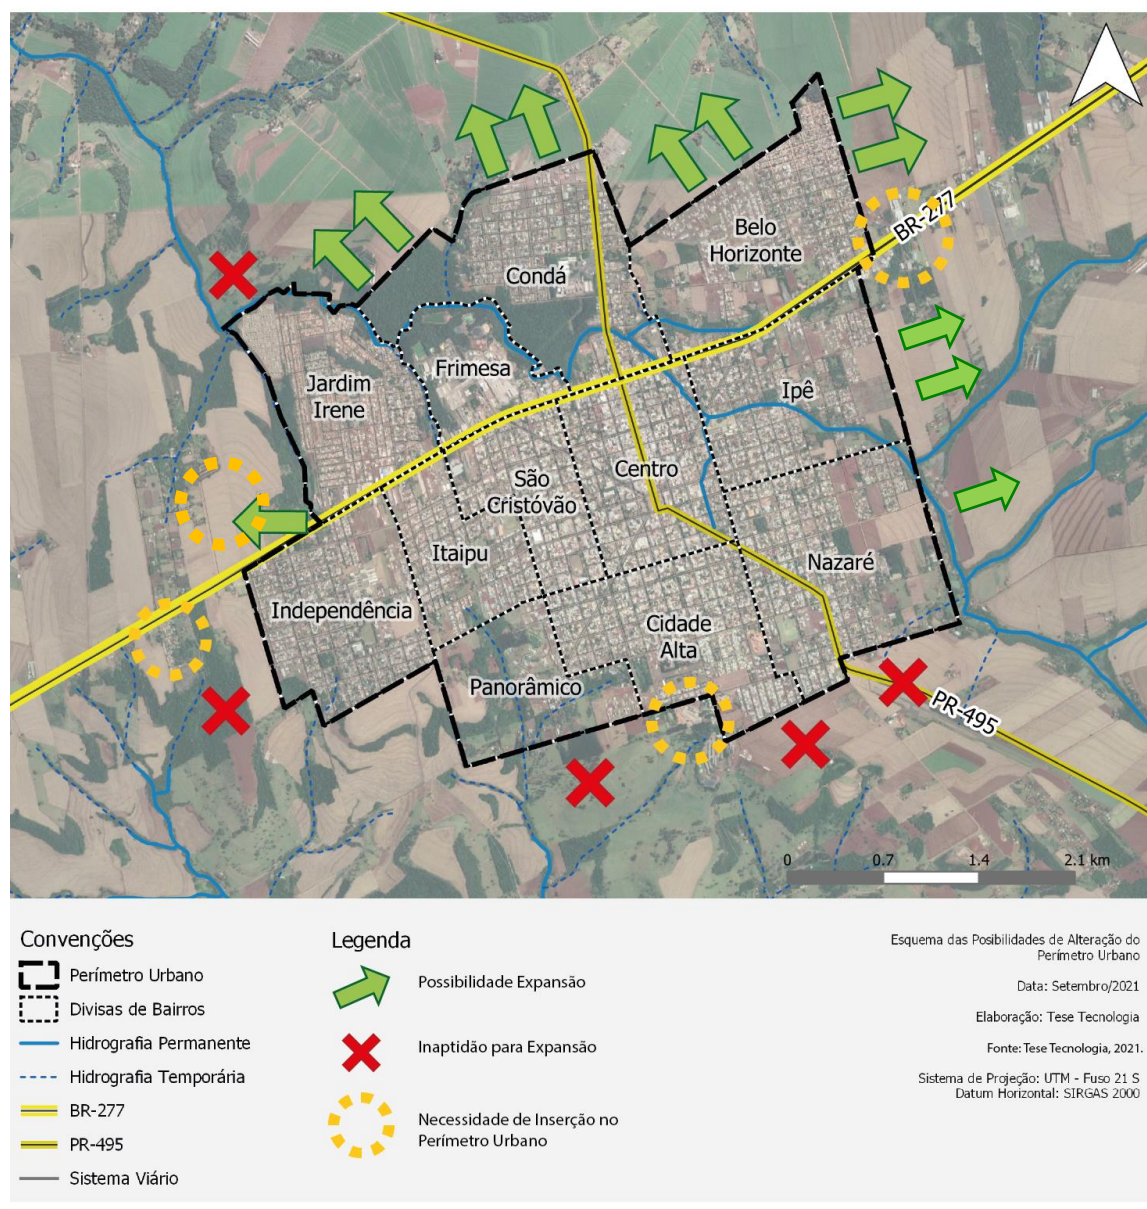 BR-277
Belo
Horizonte
Condá
Frimesa
Jardim
Irene
Ipê
Centro
São
Cristóvão
Itaipu
Nazaré
Independência
Cidade
Alta
Panorâmico
PR-495
0 0.7 1.4 2.1 km
Convenções
Perímetro Urbano
Divisas de Bairros
Hidrografia Permanente
Hidrografia Temporária
BR-277
PR-495
Sistema Viário
Legenda
Possibilidade Expansão
Inaptidão para Expansão
Necessidade de Inserção no
Perímetro Urbano
Esquema das Posibilidades de Alteração do
Perímetro Urbano
Data: Setembro/2021
Elaboração: Tese Tecnologia
Fonte: Tese Tecnologia, 2021.
Sistema de Projeção: UTM - Fuso 21 S
Datum Horizontal: SIRGAS 2000